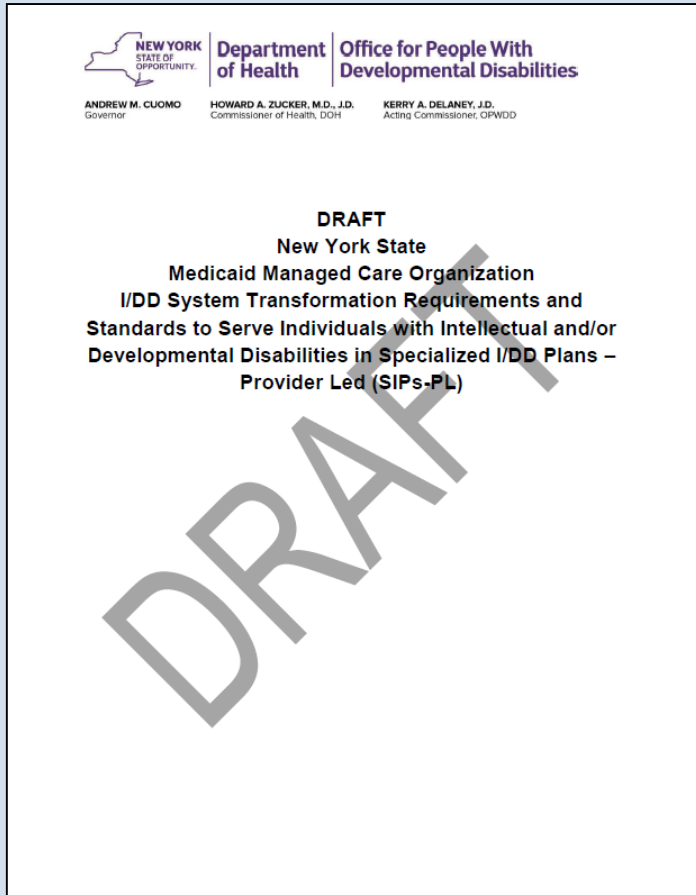 NEW YORK
STATE OF
OPPORTUNITY.
Department
of Health
Office for People With
Developmental Disabilities
ANDREW M. CUOMO
Governor
HOWARD A. ZUCKER, M.D., J.D.
Commissioner of Health, DOH
KERRY A. DELANEY, J.D.
Acting Commissioner, OPWDD
DRAFT
New York State
Medicaid Managed Care Organization
I/DD System Transformation Requirements and
Standards to Serve Individuals with Intellectual and/or
Developmental Disabilities in Specialized I/DD Plans –
Provider Led (SIPs-PL)
DRAFT